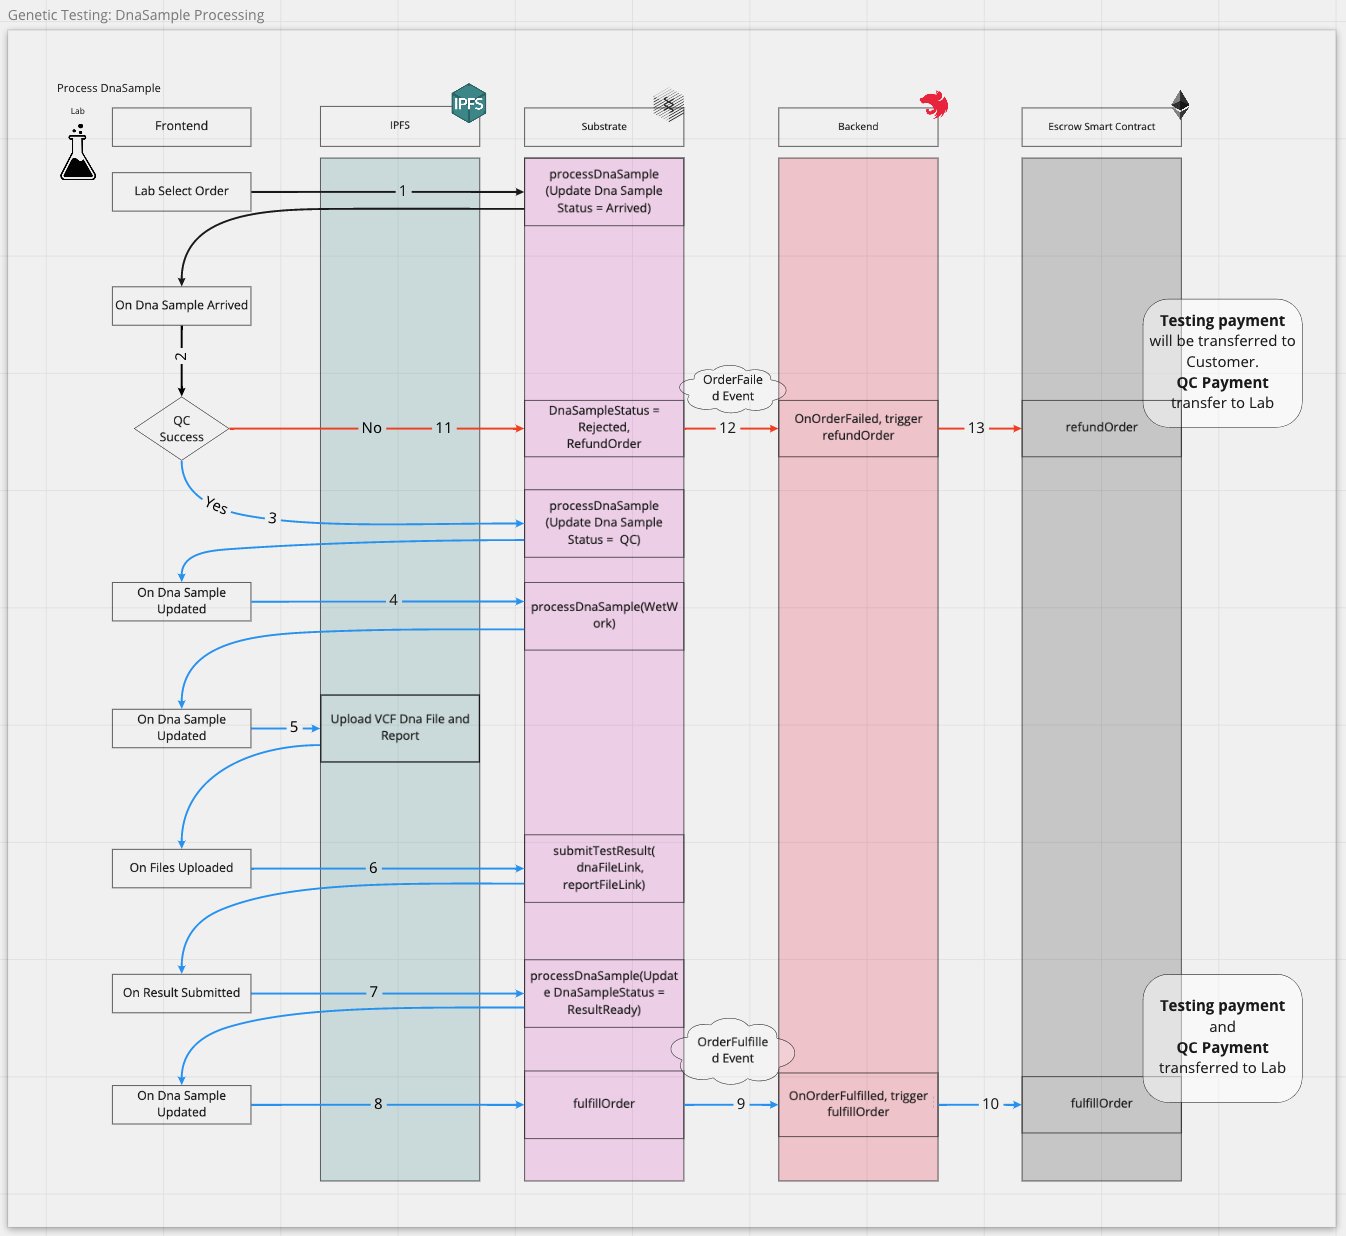 Genetic Testing: DnaSample Processing
Process DnaSample
Lab
Frontend
IPFS
IPFS
Substrate
Backend
Escrow Smart Contract
Lab Select Order
1
processDnaSample
(Update Dna Sample
Status = Arrived)
On Dna Sample Arrived
2
Testing payment
will be transferred to
Customer.
QC Payment
transfer to Lab
OrderFaile
d Event
QC
Success
No
11
DnaSampleStatus =
Rejected,
RefundOrder
12
OnOrderFailed, trigger
refundOrder
13
refundOrder
Yes
3
processDnaSample
(Update Dna Sample
Status =  QC)
On Dna Sample
Updated
4
processDnaSample(WetW
ork)
On Dna Sample
Updated
5
Upload VCF Dna File and
Report
On Files Uploaded
6
submitTestResult(
dnaFileLink,
reportFileLink)
On Result Submitted
7
processDnaSample(Updat
e DnaSampleStatus =
ResultReady)
Testing payment
and
QC Payment
transferred to Lab
OrderFulfille
d Event
On Dna Sample
Updated
8
fulfillOrder
9
OnOrderFulfilled, trigger
fulfillOrder
10
fulfillOrder